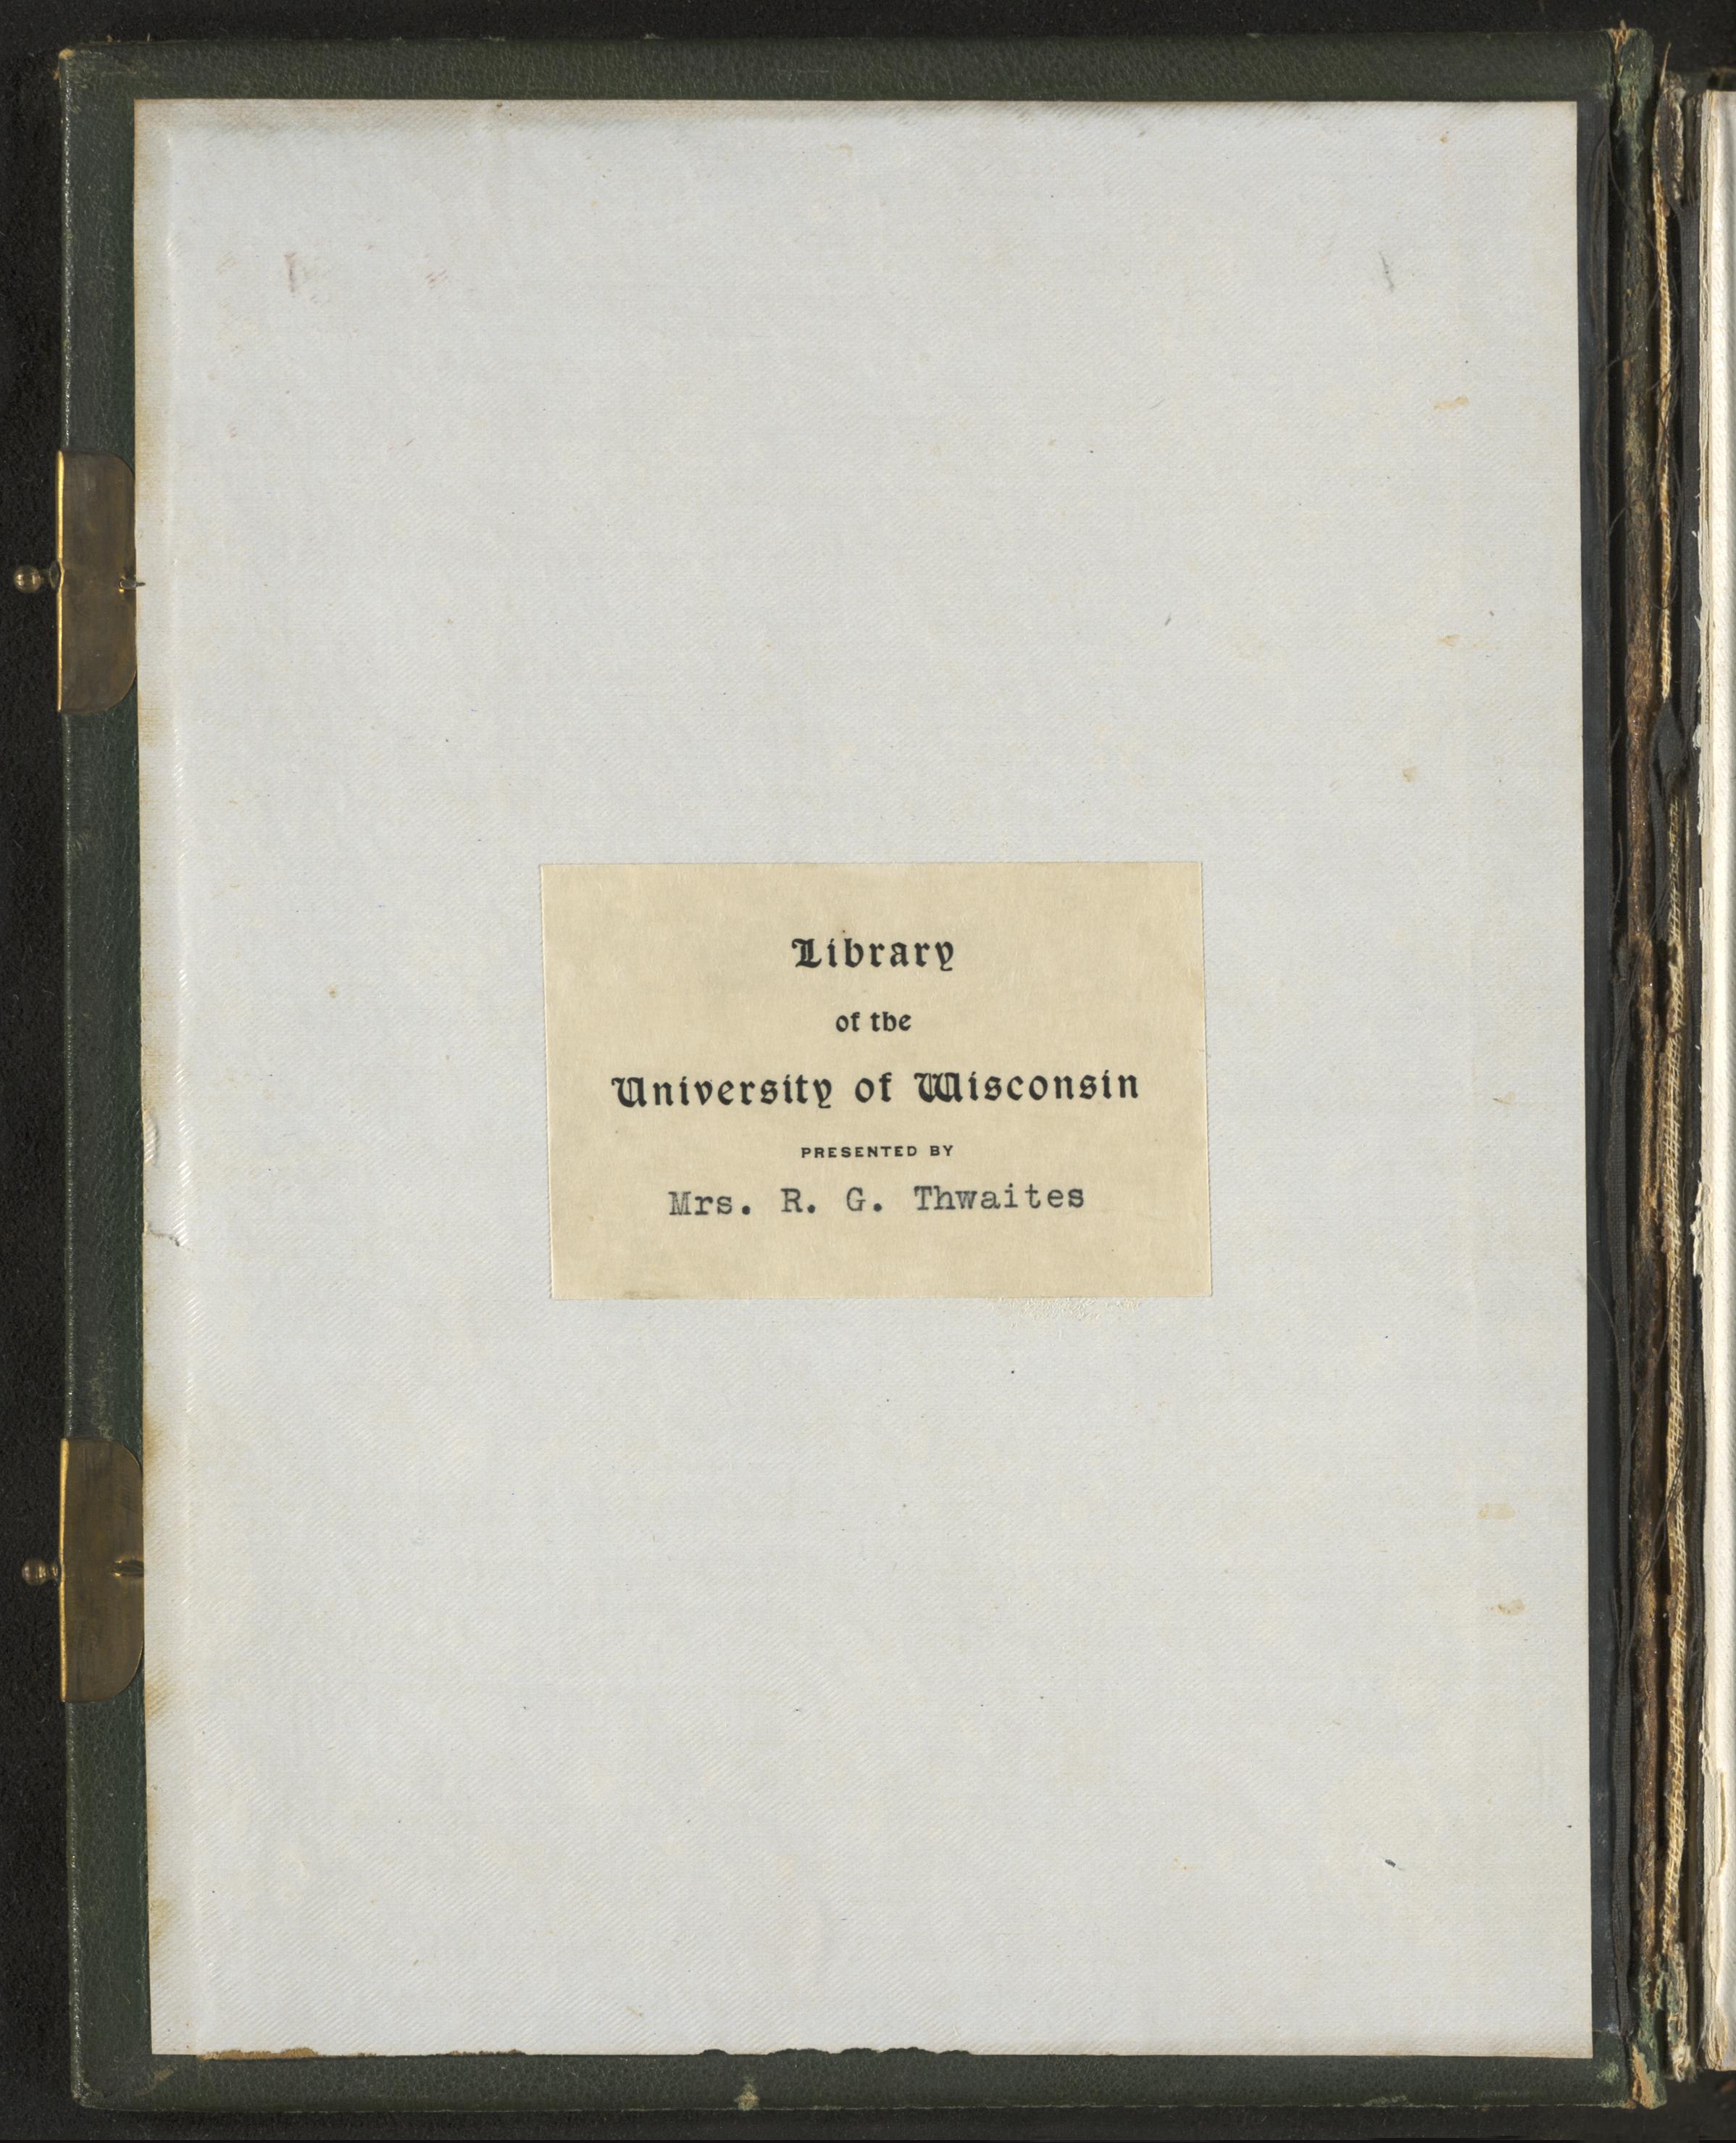 Library
of the
University of Wisconsin
PRESENTED BY
Mrs. R. G. Thwaites